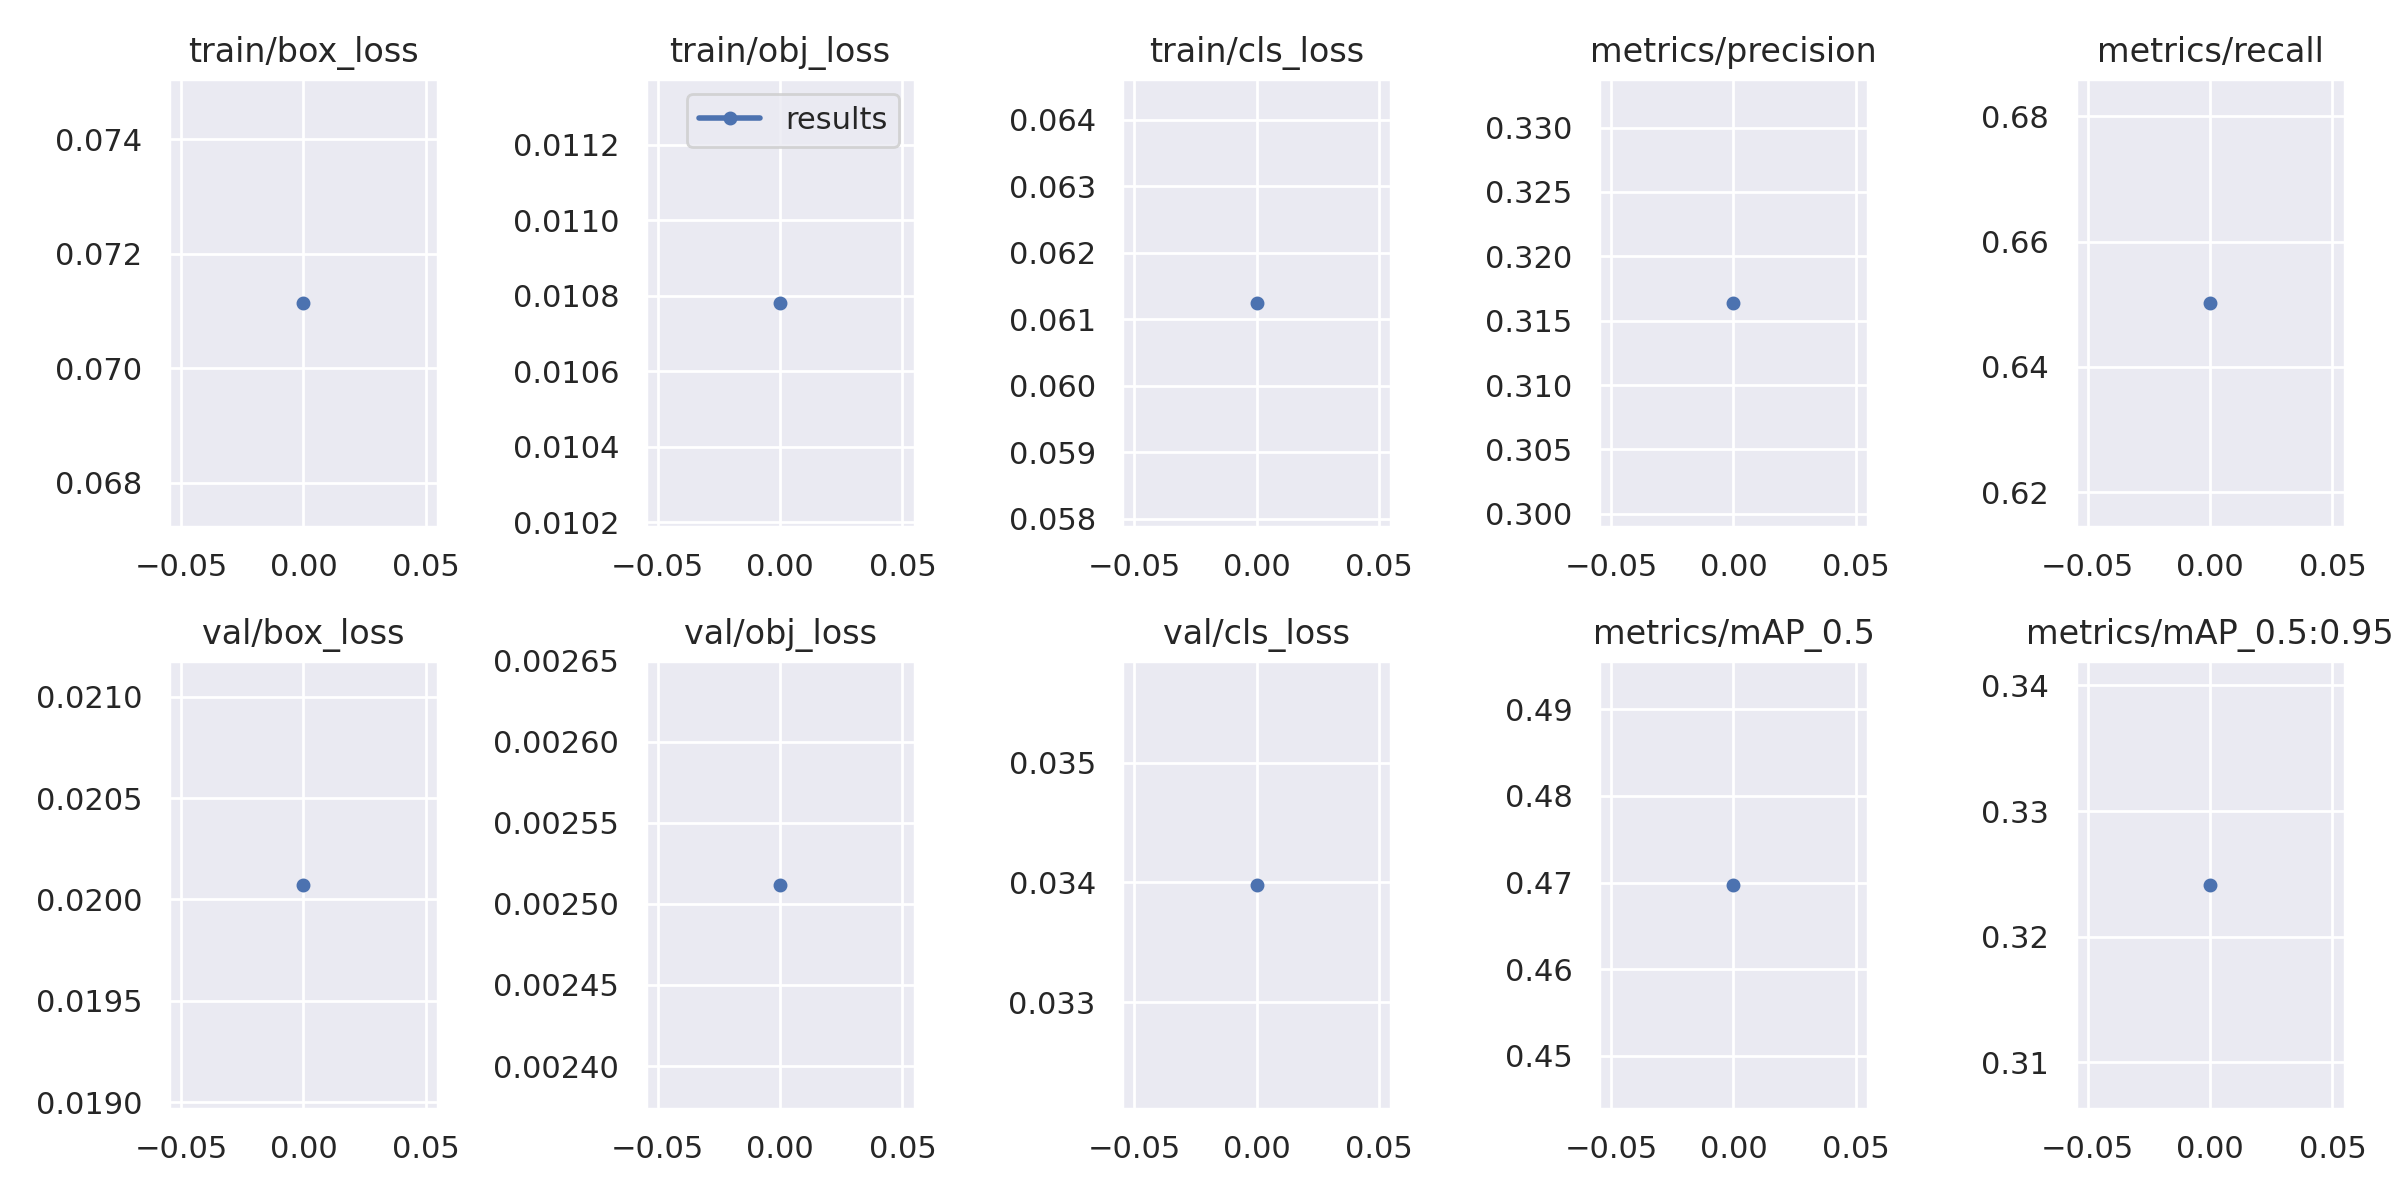 train/box_loss
train/obj_loss
train/cls_loss
metrics/precision
metrics/recall
results
0.074
0.072
0.070
0.068
−0.05 0.00 0.05
0.0112
0.0110
0.0108
0.0106
0.0104
0.0102
−0.05 0.00 0.05
0.064
0.063
0.062
0.061
0.060
0.059
0.058
−0.05 0.00 0.05
0.330
0.325
0.320
0.315
0.310
0.305
0.300
−0.05 0.00 0.05
0.68
0.66
0.64
0.62
−0.05 0.00 0.05
val/box_loss
val/obj_loss
val/cls_loss
metrics/mAP_0.5
metrics/mAP_0.5:0.95
0.0210
0.0205
0.0200
0.0195
0.0190
−0.05 0.00 0.05
0.00265
0.00260
0.00255
0.00250
0.00245
0.00240
−0.05 0.00 0.05
0.035
0.034
0.033
−0.05 0.00 0.05
0.49
0.48
0.47
0.46
0.45
−0.05 0.00 0.05
0.34
0.33
0.32
0.31
−0.05 0.00 0.05